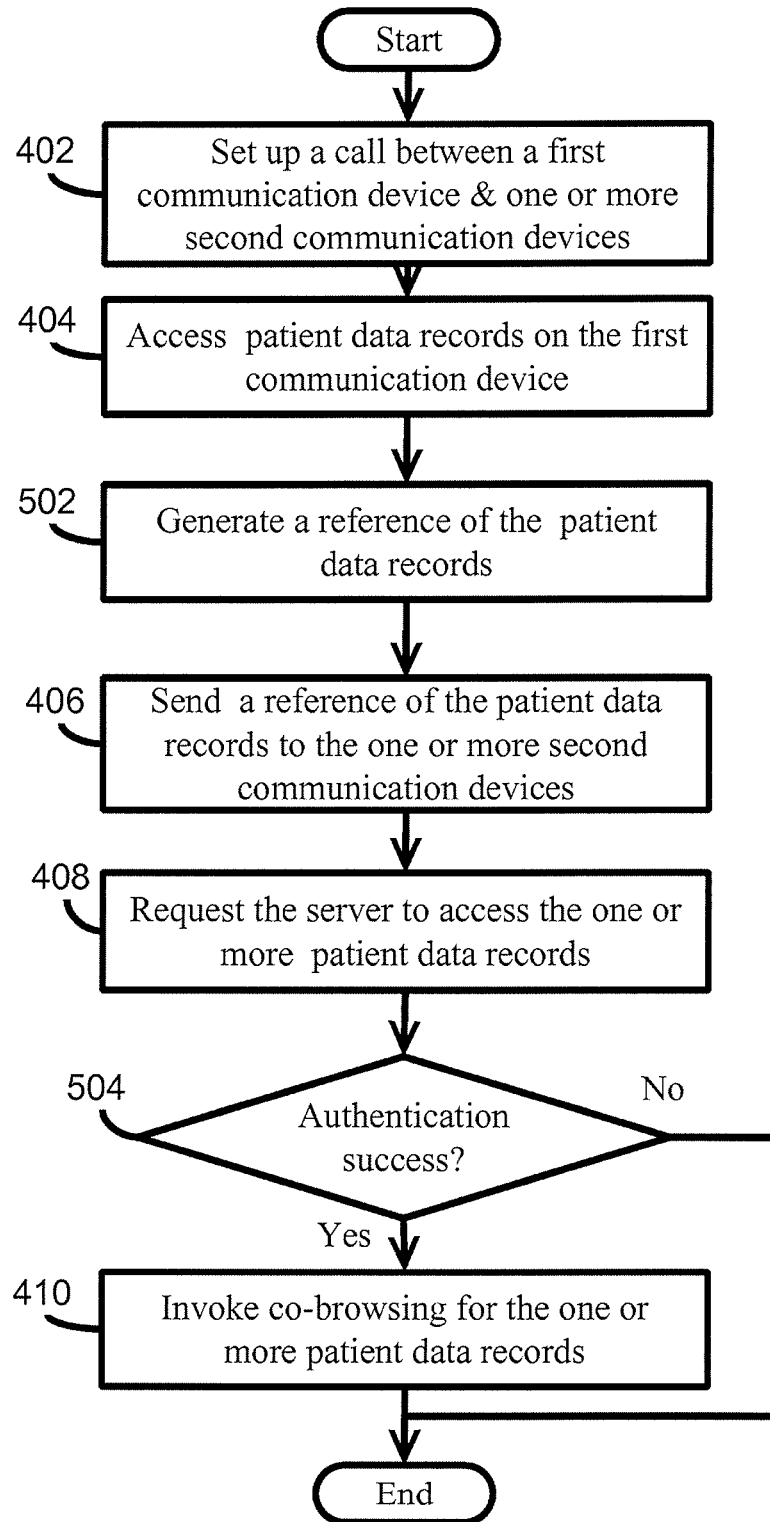 Start
402
Set up a call between a first
communication device & one or more
second communication devices
404
Access patient data records on the first
communication device
502
Generate a reference of the patient
data records
406
Send a reference of the patient data
records to the one or more second
communication devices
408
Request the server to access the one or
more patient data records
504
Authentication
success?
No
Yes
410
Invoke co-browsing for the one or
more patient data records
End